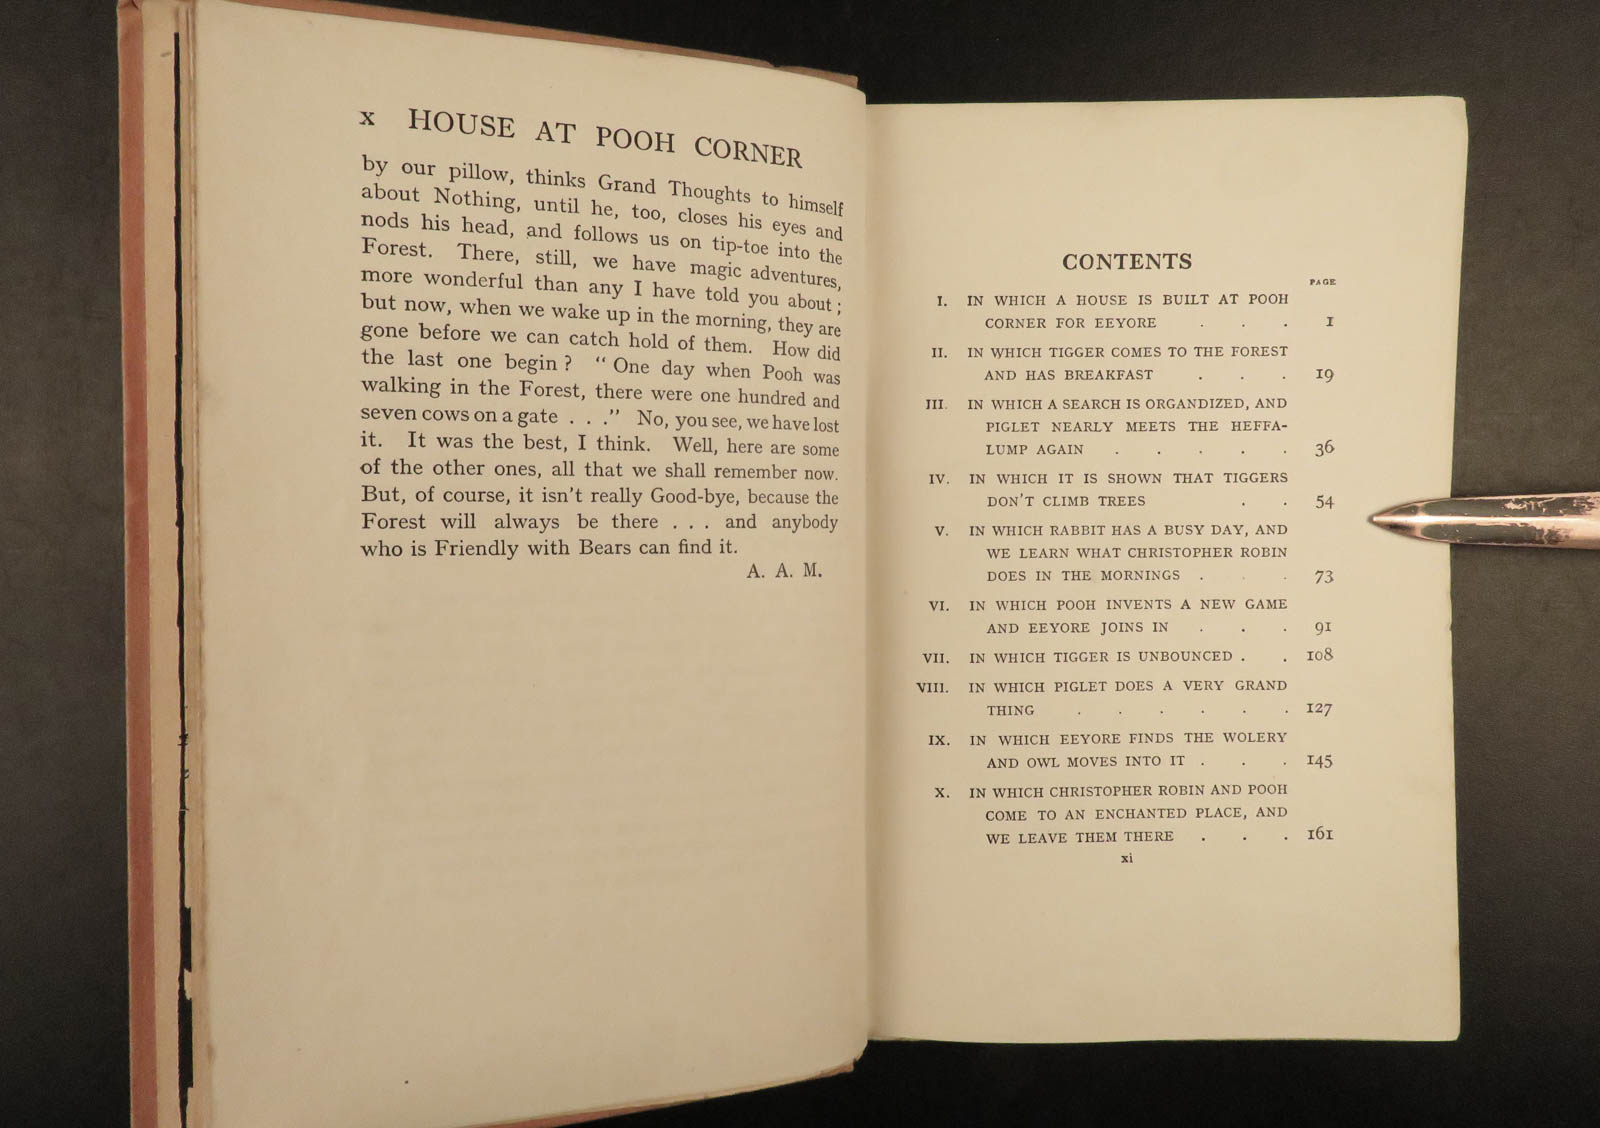 x HOUSE AT POOH CORNER
by our pillow, thinks Grand Thoughts to himself
about Nothing, until he, too, closes his eyes and
nods his head, and follows us on tip-toe into the
Forest. There, still, we have magic adventures,
more wonderful than any I have told you about ;
but now, when we wake up in the morning, they are
gone before we can catch hold of them. How did
the last one begin ? “ One day when Pooh was
walking in the Forest, there were one hundred and
seven cows on a gate . . .” No, you see, we have lost
it. It was the best, I think. Well, here are some
of the other ones, all that we shall remember now.
But, of course, it isn't really Good-bye, because the
Forest will always be there . . . and anybody
who is Friendly with Bears can find it.
A. A. M.
CONTENTS
PAGE
I. IN WHICH A HOUSE IS BUILT AT POOH
CORNER FOR EEYORE . . . 1
II. IN WHICH TIGGER COMES TO THE FOREST
AND HAS BREAKFAST . . . 19
III. IN WHICH A SEARCH IS ORGANDIZED, AND
PIGLET NEARLY MEETS THE HEFFA-
LUMP AGAIN . . . . . 36
IV. IN WHICH IT IS SHOWN THAT TIGGERS
DON'T CLIMB TREES . . 54
V. IN WHICH RABBIT HAS A BUSY DAY, AND
WE LEARN WHAT CHRISTOPHER ROBIN
DOES IN THE MORNINGS . . . 73
VI. IN WHICH POOH INVENTS A NEW GAME
AND EEYORE JOINS IN . . . 91
VII. IN WHICH TIGGER IS UNBOUNCED . . 108
VIII. IN WHICH PIGLET DOES A VERY GRAND
THING . . . . . . 127
IX. IN WHICH EEYORE FINDS THE WOLERY
AND OWL MOVES INTO IT . . . 145
X. IN WHICH CHRISTOPHER ROBIN AND POOH
COME TO AN ENCHANTED PLACE, AND
WE LEAVE THEM THERE . . . 161
xi